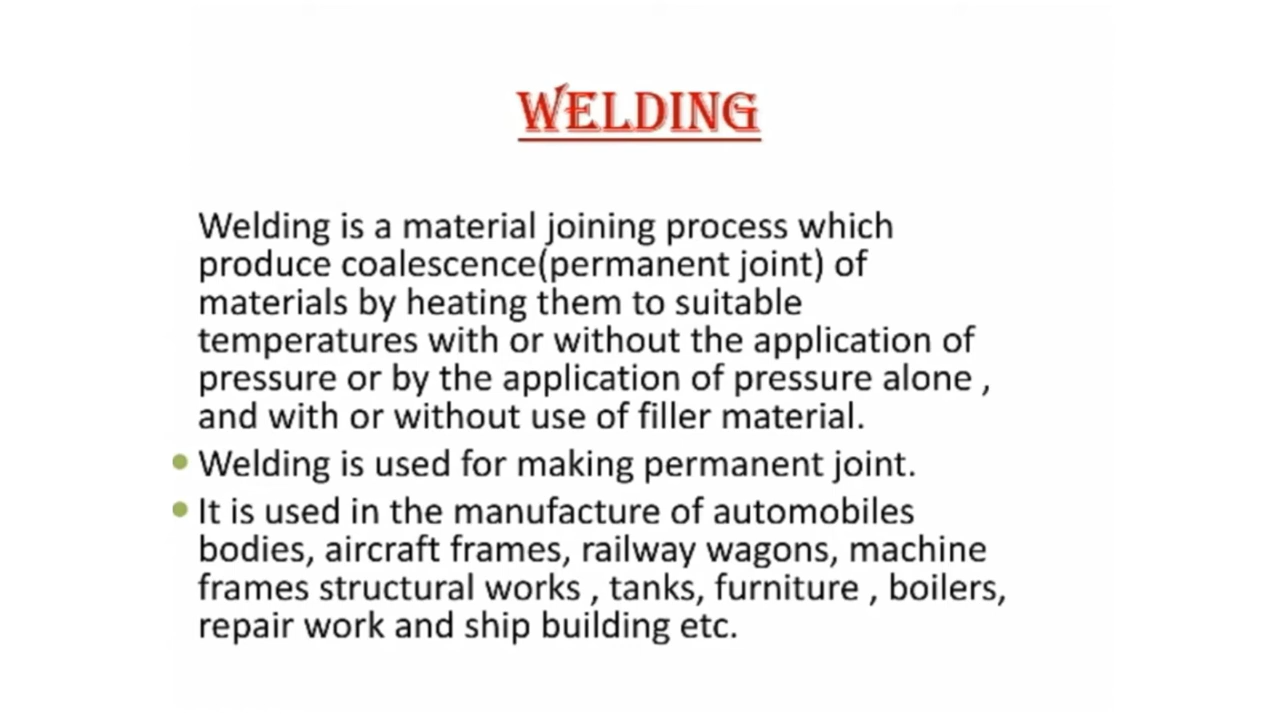 WELDING
Welding is a material joining process which
produce coalescence(permanent joint) of
materials by heating them to suitable
temperatures with or without the application of
pressure or by the application of pressure alone ,
and with or without use of filler material.
• Welding is used for making permanent joint.
• It is used in the manufacture of automobiles
bodies, aircraft frames, railway wagons, machine
frames structural works , tanks, furniture , boilers,
repair work and ship building etc.